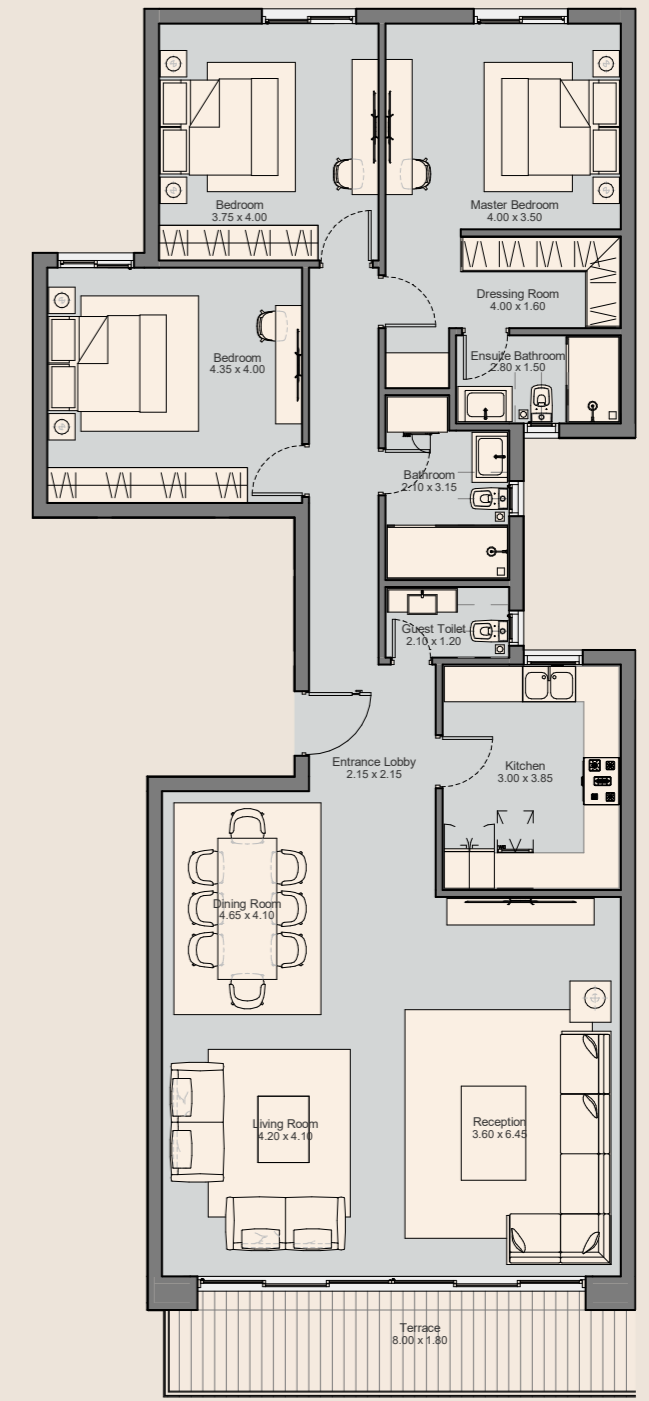 Bedroom
3.75 x 4.00
Master Bedroom
4.00 x 3.50
Dressing Room
4.00 x 1.60
Bedroom
4.35 x 4.00
Ensuite Bathroom
2.80 x 1.50
Bathroom
2.10 x 3.15
Guest Toilet
2.10 x 1.20
Entrance Lobby
2.15 x 2.15
Kitchen
3.00 x 3.85
Dining Room
4.65 x 4.10
Living Room
4.20 x 4.10
Reception
3.60 x 6.45
Terrace
8.00 x 1.80